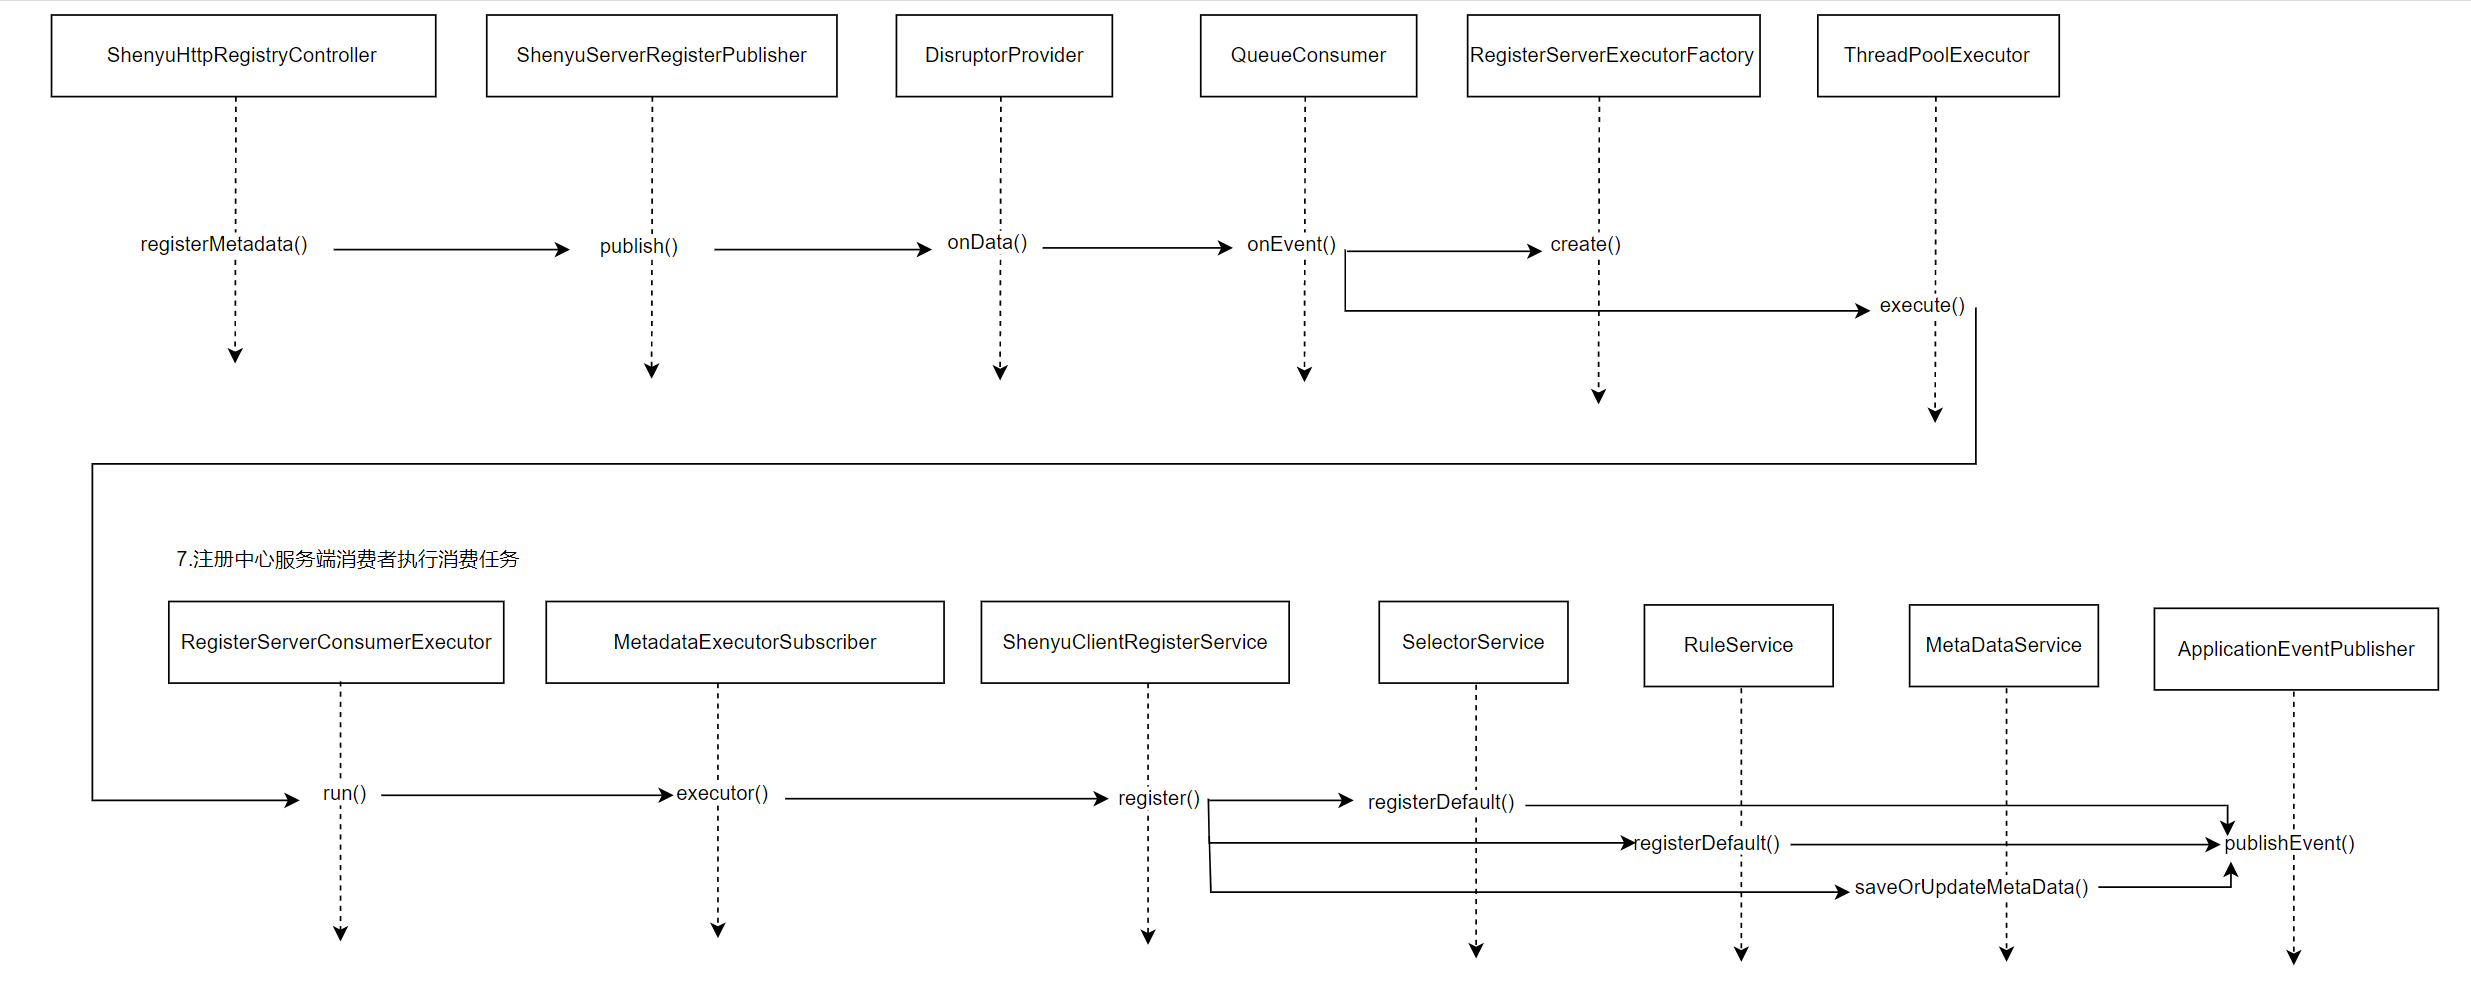 ShenyuHttpRegistryController
ShenyuServerRegisterPublisher
DisruptorProvider
QueueConsumer
RegisterServerExecutorFactory
ThreadPoolExecutor
registerMetadata()
publish()
onData()
onEvent()
create()
execute()
7.注册中心服务端消费者执行消费任务
RegisterServerConsumerExecutor
MetadataExecutorSubscriber
ShenyuClientRegisterService
SelectorService
RuleService
MetaDataService
ApplicationEventPublisher
run()
executor()
register()
registerDefault()
registerDefault()
publishEvent()
saveOrUpdateMetaData()